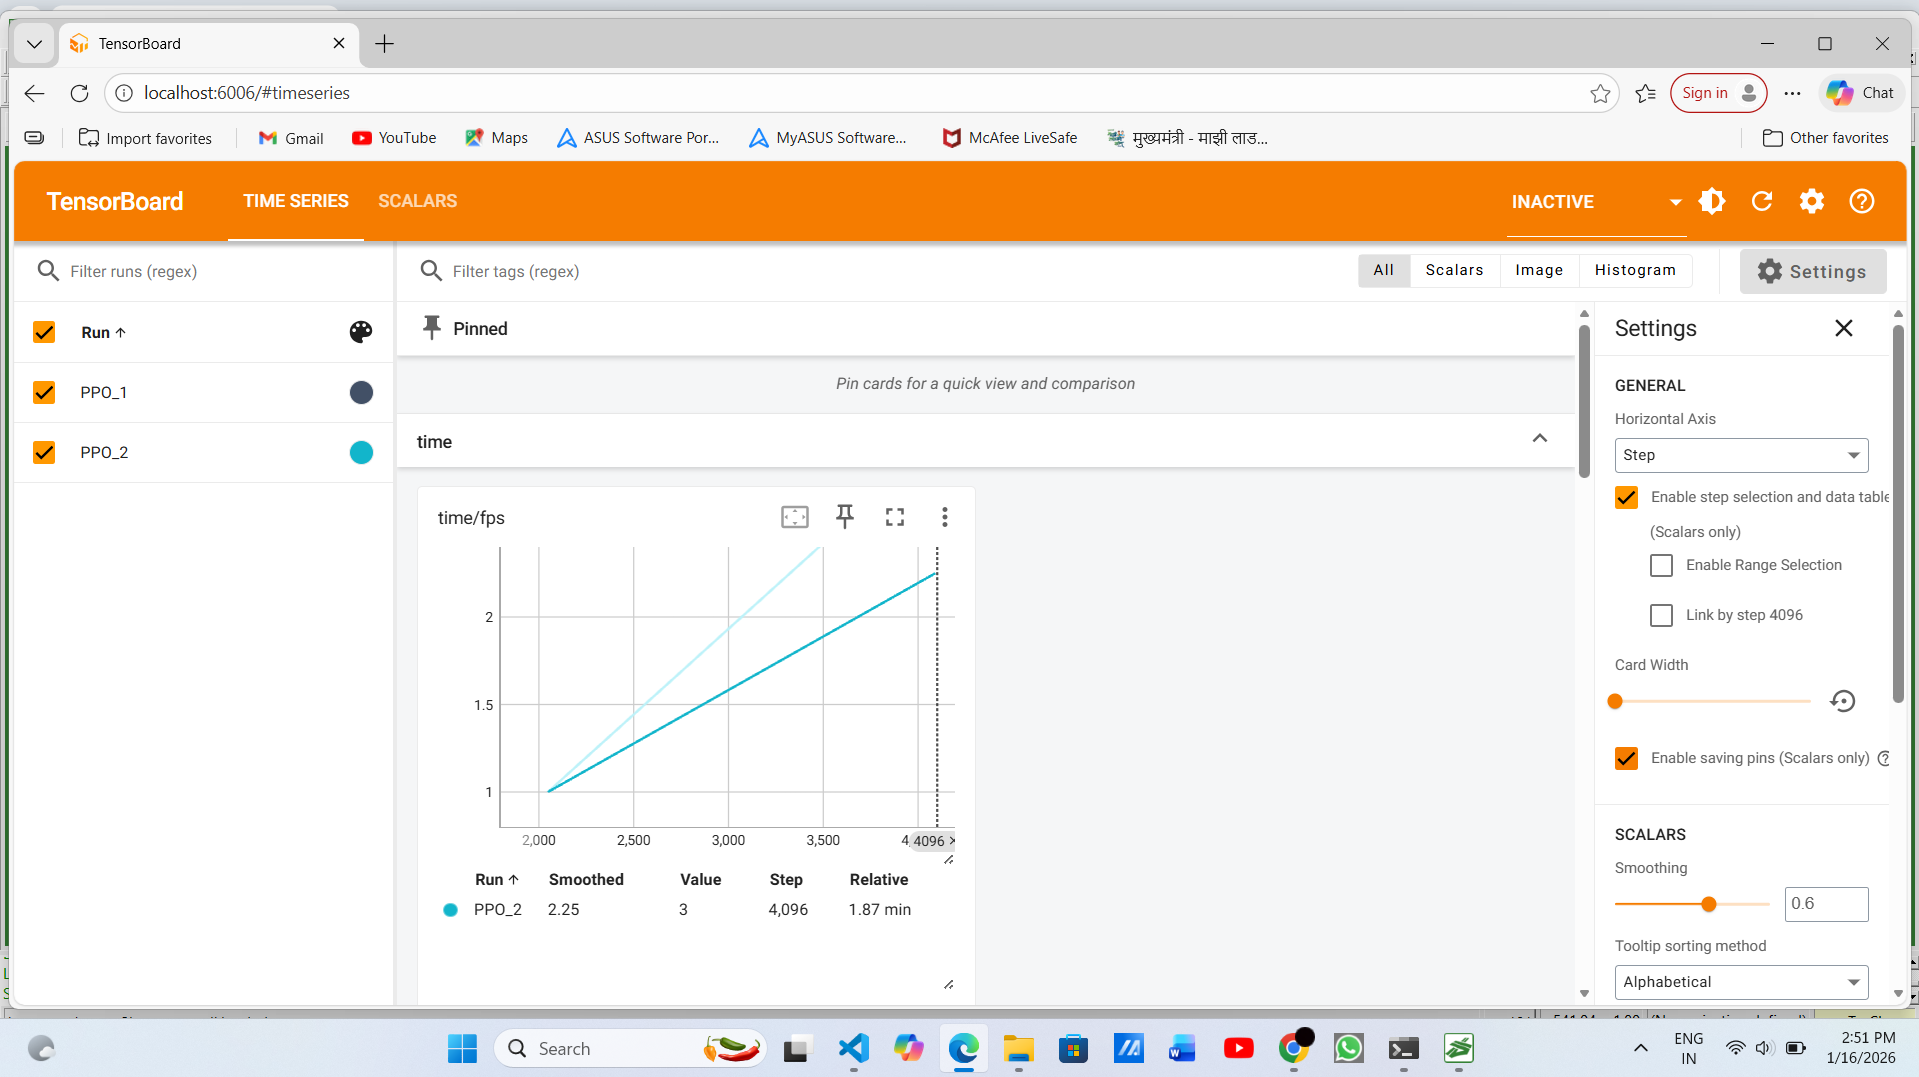 TensorBoard
localhost:6006/#timeseries
Sign in
Chat
Import favorites
Gmail
YouTube
Maps
ASUS Software Por...
MyASUS Software...
McAfee LiveSafe
मुख्यमंत्री - माझी लाड...
Other favorites
TensorBoard
TIME SERIES
SCALARS
INACTIVE
Filter runs (regex)
Filter tags (regex)
All
Scalars
Image
Histogram
Settings
Run ↑
PPO_1
PPO_2
Pinned
Pin cards for a quick view and comparison
time
time/fps
2
1.5
1
2,000 2,500 3,000 3,500 4, 4096 ×
Run ↑ Smoothed Value Step Relative
PPO_2 2.25 3 4,096 1.87 min
Settings
GENERAL
Horizontal Axis
Step
Enable step selection and data table
(Scalars only)
Enable Range Selection
Link by step 4096
Card Width
Enable saving pins (Scalars only)
SCALARS
Smoothing
0.6
Tooltip sorting method
Alphabetical
Search
ENG
IN
2:51 PM
1/16/2026